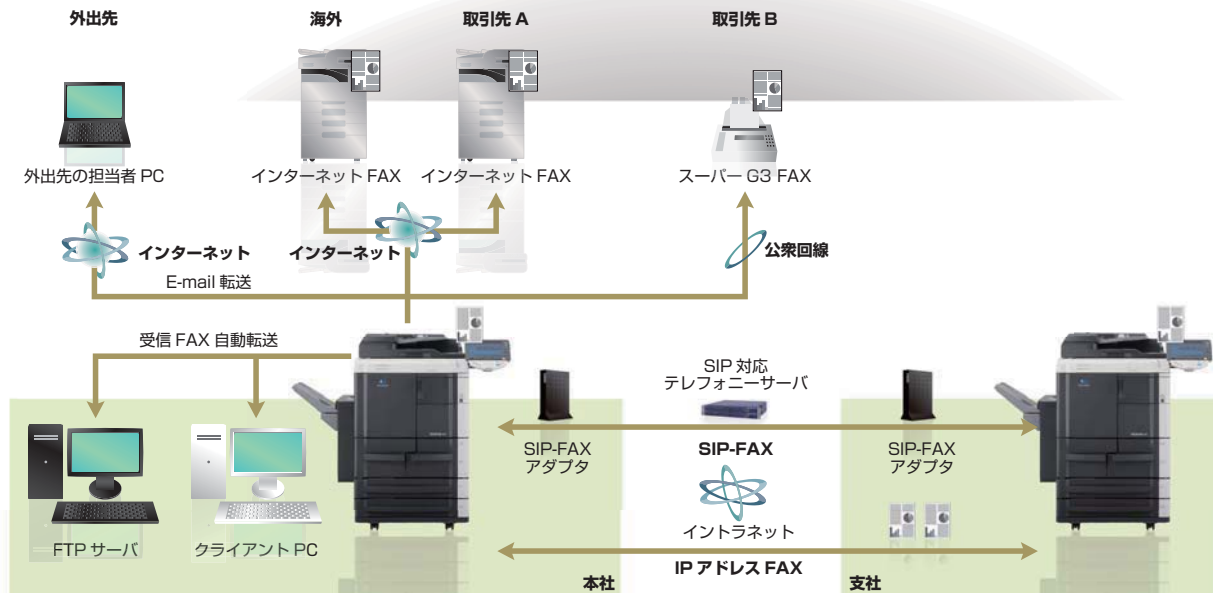 外出先
海外
取引先 A
取引先 B
外出先の担当者 PC
インターネット FAX
インターネット FAX
スーパー G3 FAX
インターネット
インターネット
公衆回線
E-mail 転送
受信 FAX 自動転送
SIP 対応
テレフォニーサーバ
SIP-FAX
アダプタ
SIP-FAX
SIP-FAX
アダプタ
イントラネット
FTP サーバ
クライアント PC
IP アドレス FAX
本社
支社